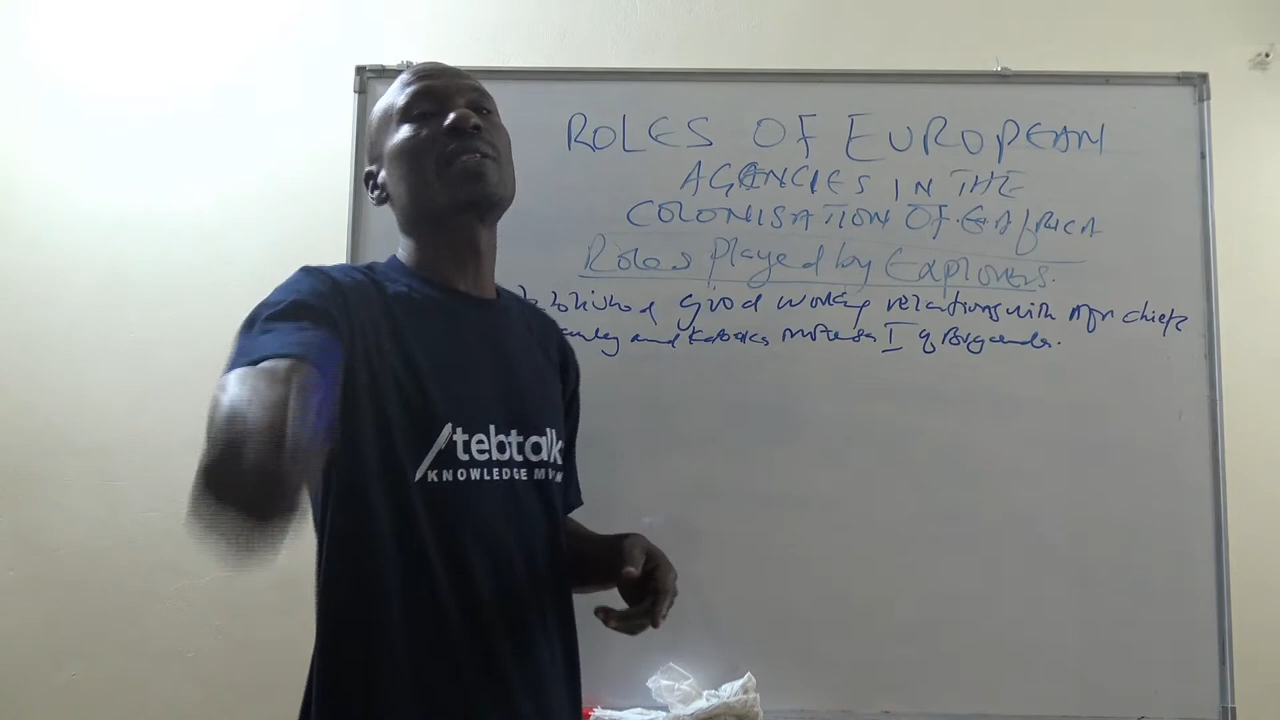 ROLES OF EUROPEAN
AGENCIES IN THE
COLONISATION OF E. AFRICA
Roles played by Explorers.
good working relations with Afrn chiefs
and Kabaka Mutesa I of Buganda.
tebtalk
KNOWLEDGE